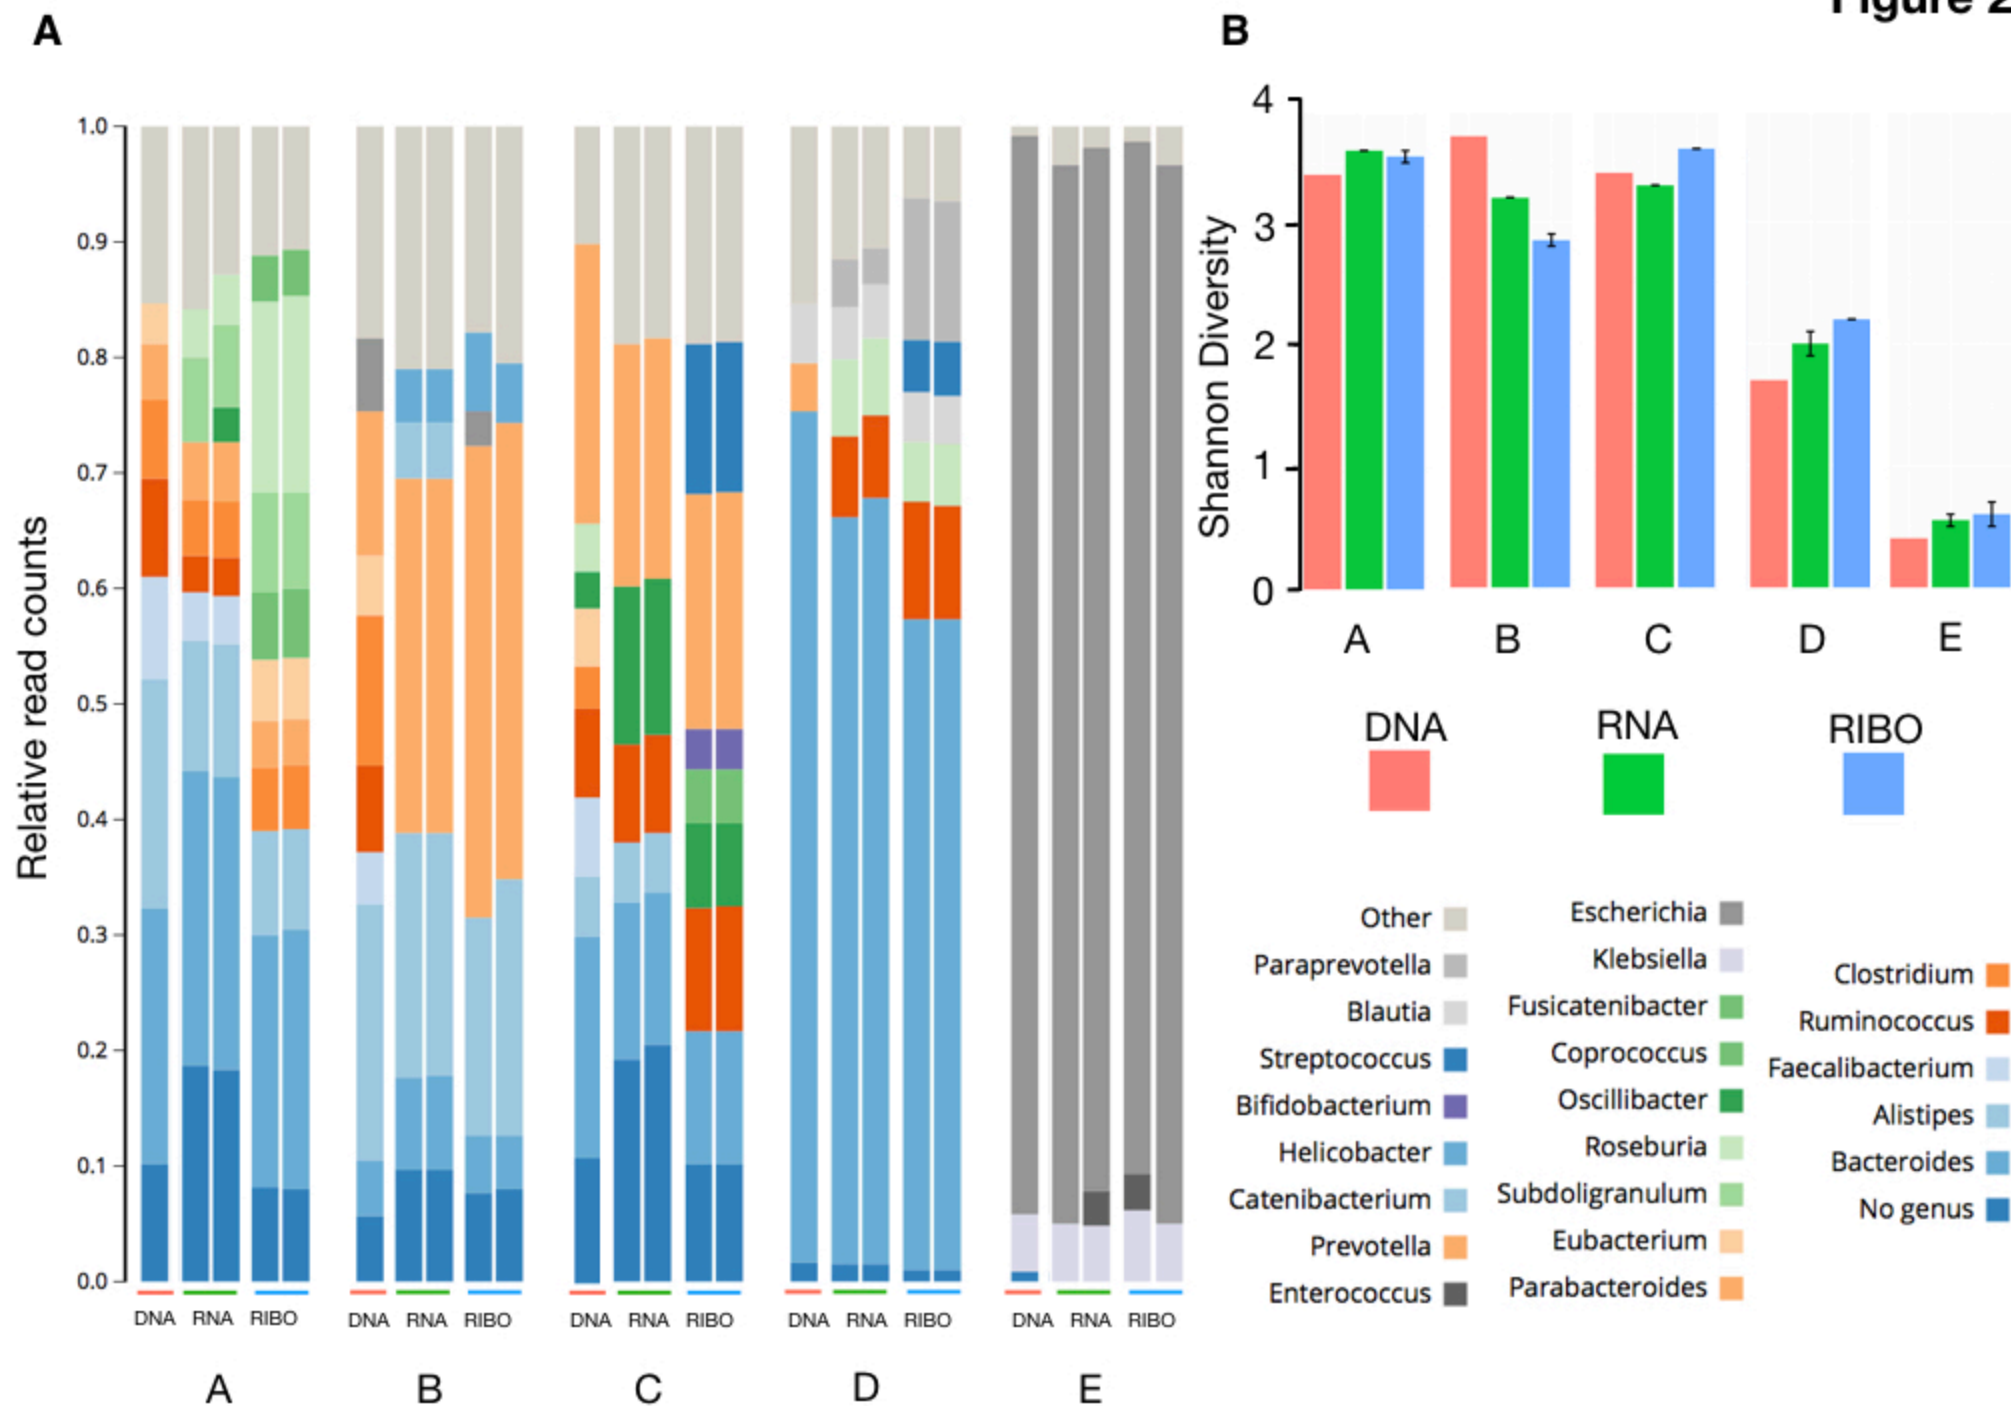 Figure 2
A
B
1.0
0.9
0.8
0.7
0.6
0.5
0.4
0.3
0.2
0.1
0.0
Relative read counts
DNA RNA RIBO
DNA RNA RIBO
DNA RNA RIBO
DNA RNA RIBO
DNA RNA RIBO
A B C D E
4
3
2
1
0
Shannon Diversity
A B C D E
DNA RNA RIBO
Other
Paraprevotella
Blautia
Streptococcus
Bifidobacterium
Helicobacter
Catenibacterium
Prevotella
Enterococcus
Escherichia
Klebsiella
Fusicatenibacter
Coprococcus
Oscillibacter
Roseburia
Subdoligranulum
Eubacterium
Parabacteroides
Clostridium
Ruminococcus
Faecalibacterium
Alistipes
Bacteroides
No genus